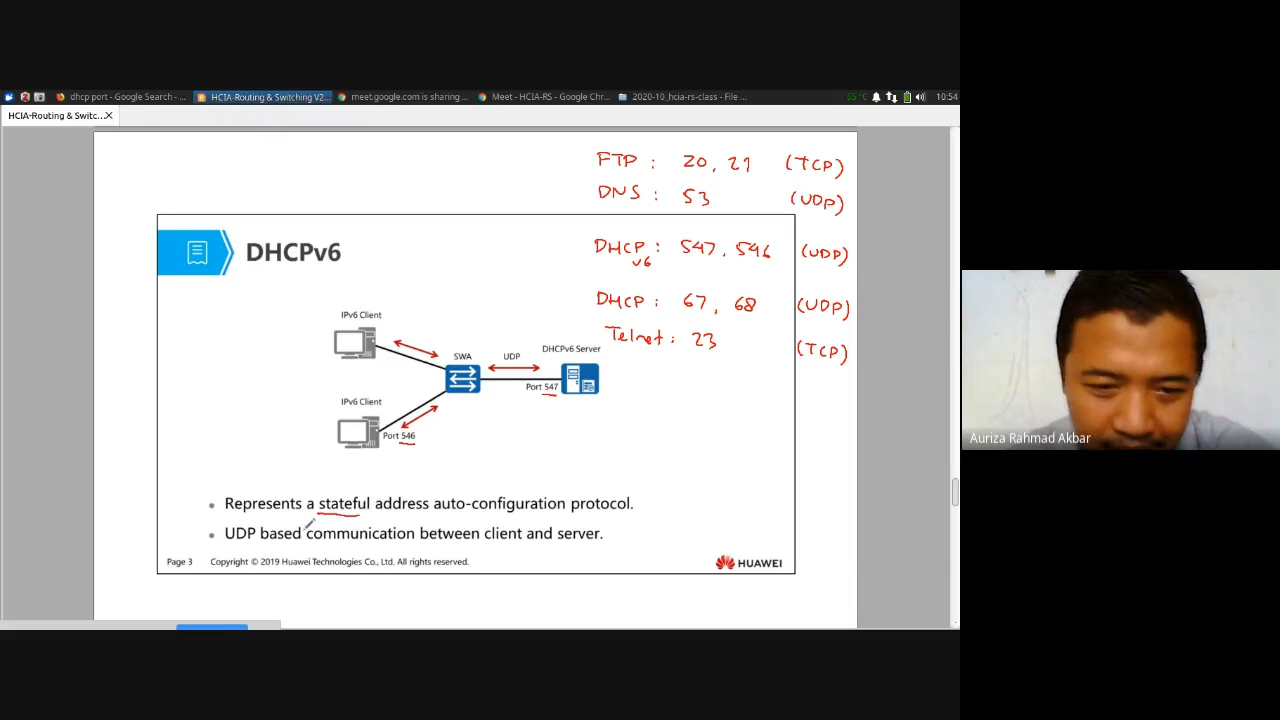 dhcp port - Google Search - ...
HCIA-Routing & Switching V2...
meet.google.com is sharing ...
Meet - HCIA-RS - Google Chr...
2020-10_hcia-rs-class - File ...
65°C
10:54
HCIA-Routing & Switc...
FTP : 20, 21 (TCP)
DNS : 53 (UDP)
DHCP v6 : 547, 546 (UDP)
DHCP : 67, 68 (UDP)
Telnet : 23 (TCP)
DHCPv6
IPv6 Client
SWA
UDP
DHCPv6 Server
Port 547
IPv6 Client
Port 546
Represents a stateful address auto-configuration protocol.
UDP based communication between client and server.
Page 3
Copyright © 2019 Huawei Technologies Co., Ltd. All rights reserved.
HUAWEI
Auriza Rahmad Akbar